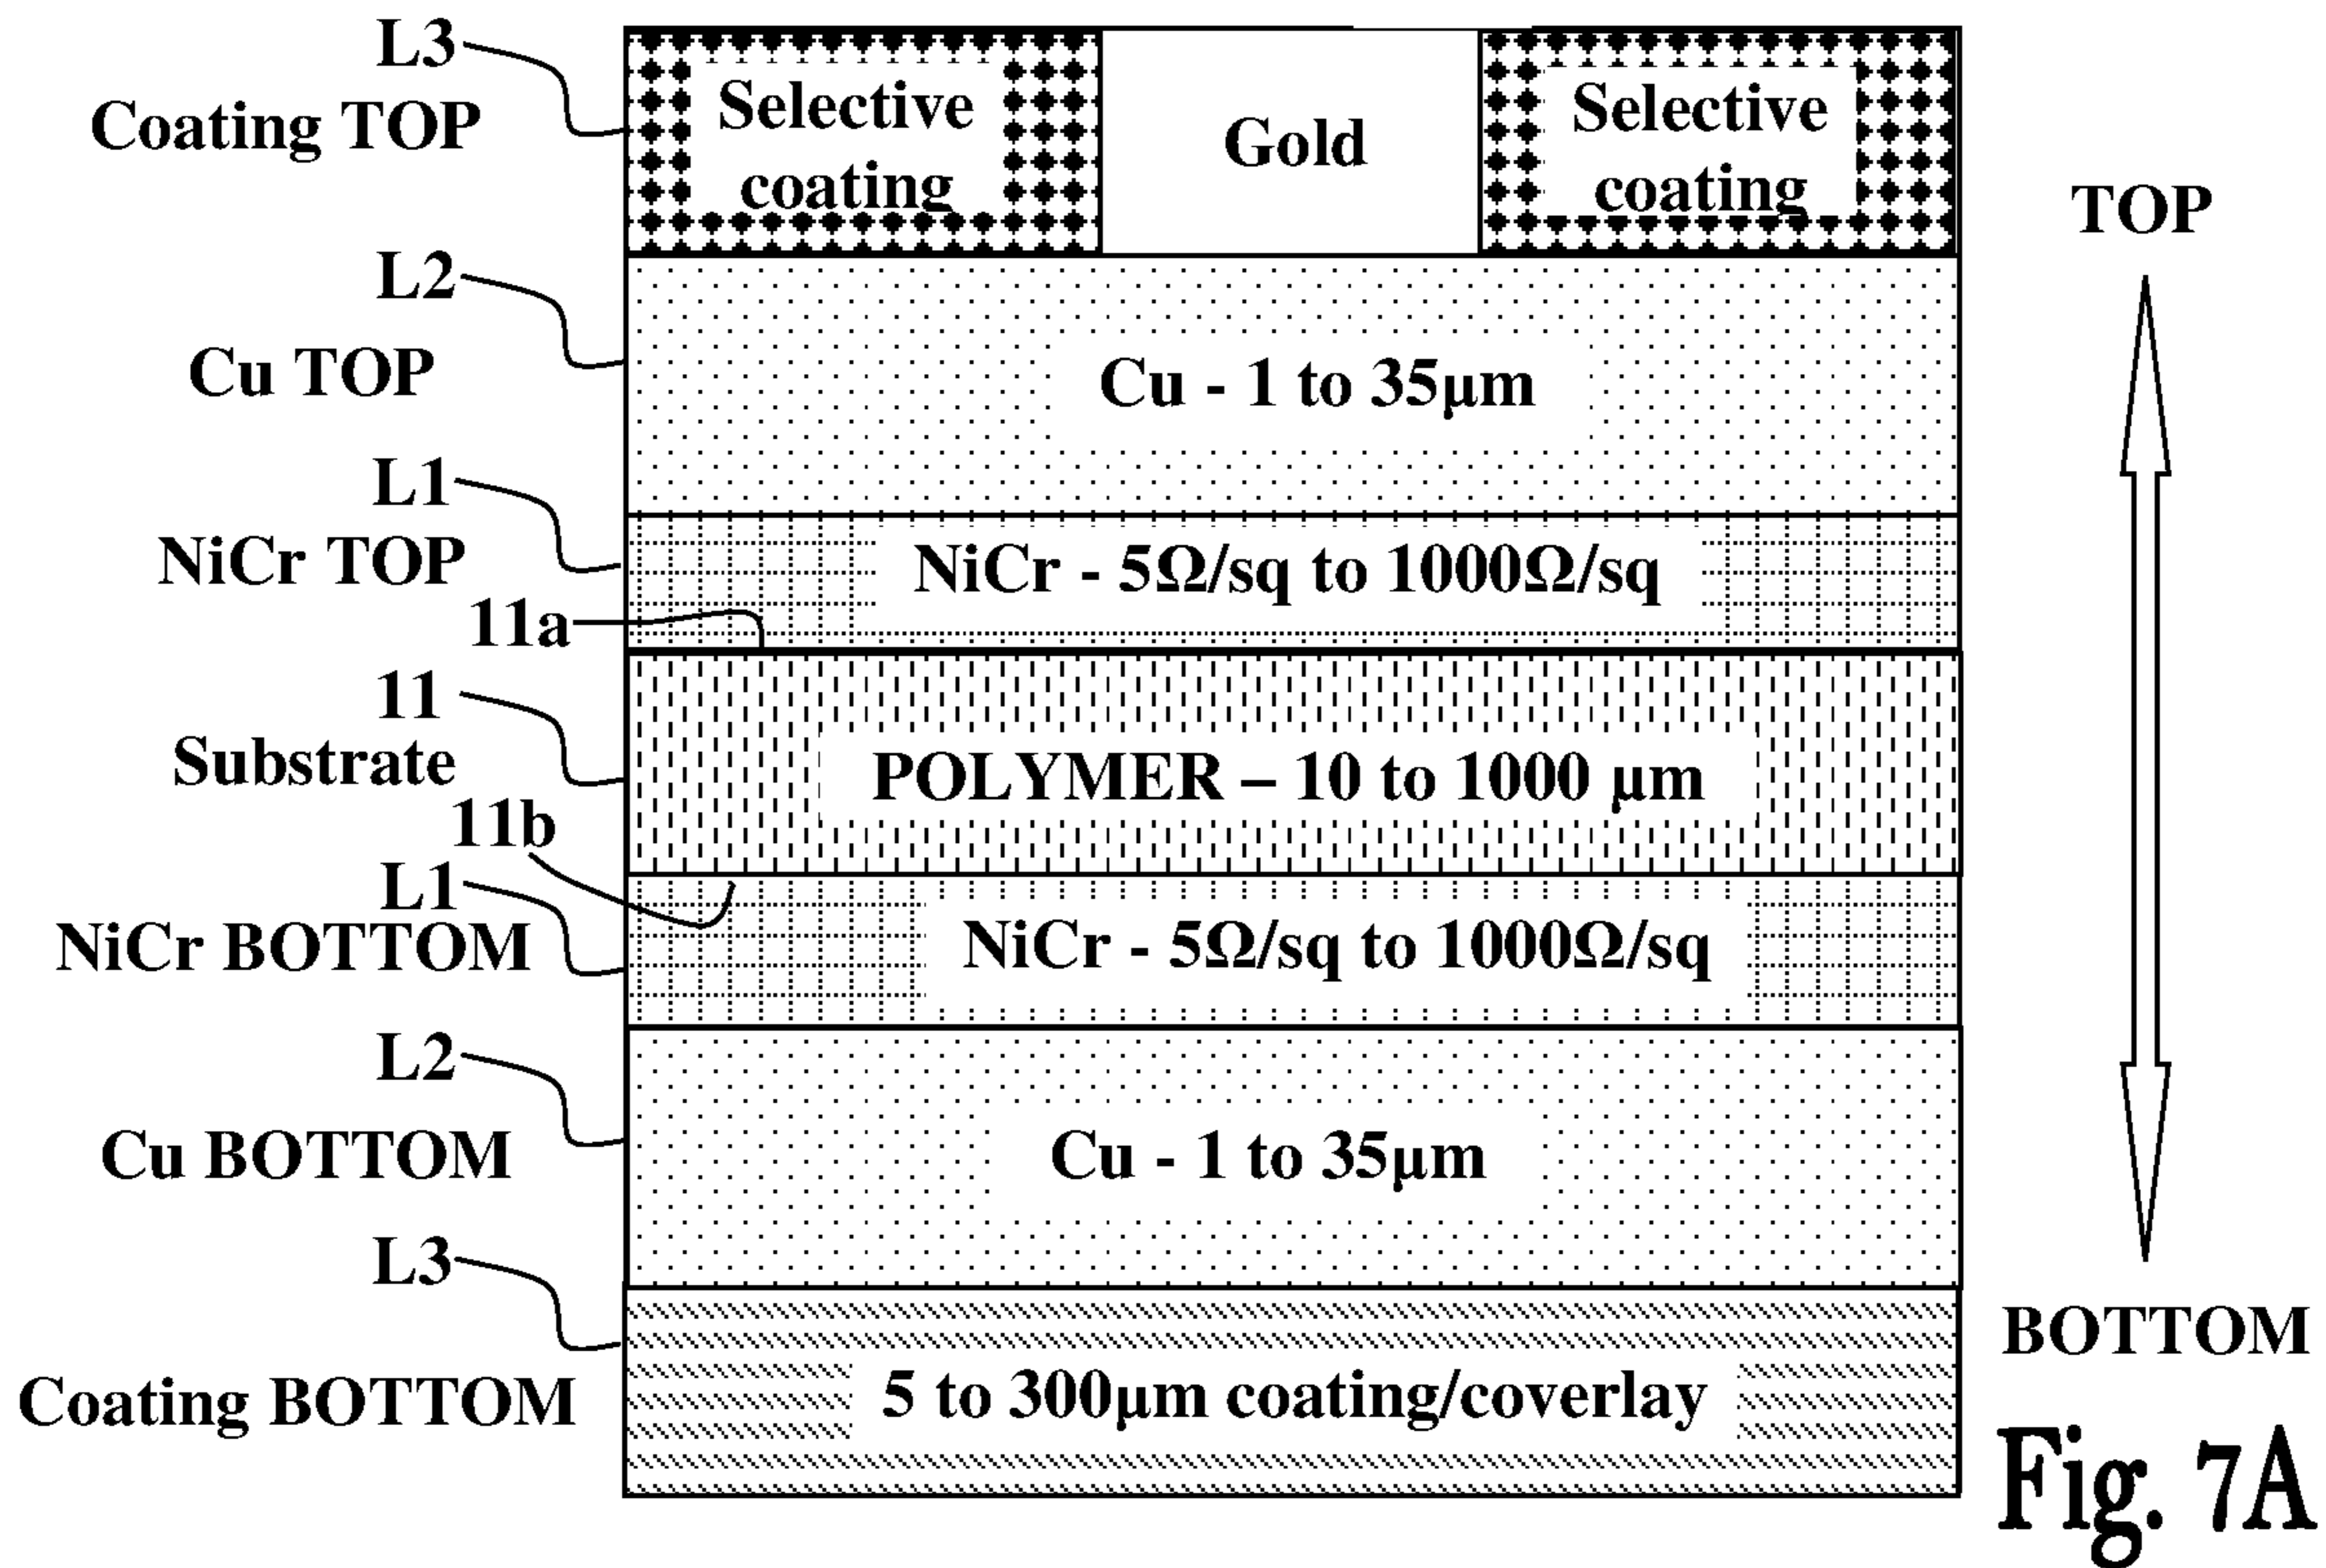 L3
Coating TOP
Selective
coating
Gold
Selective
coating
TOP
L2
Cu TOP
Cu - 1 to 35µm
L1
NiCr TOP
NiCr - 5Ω/sq to 1000Ω/sq
11a
11
Substrate
POLYMER – 10 to 1000 µm
11b
L1
NiCr BOTTOM
NiCr - 5Ω/sq to 1000Ω/sq
L2
Cu BOTTOM
Cu - 1 to 35µm
L3
Coating BOTTOM
5 to 300µm coating/coverlay
BOTTOM
Fig. 7A